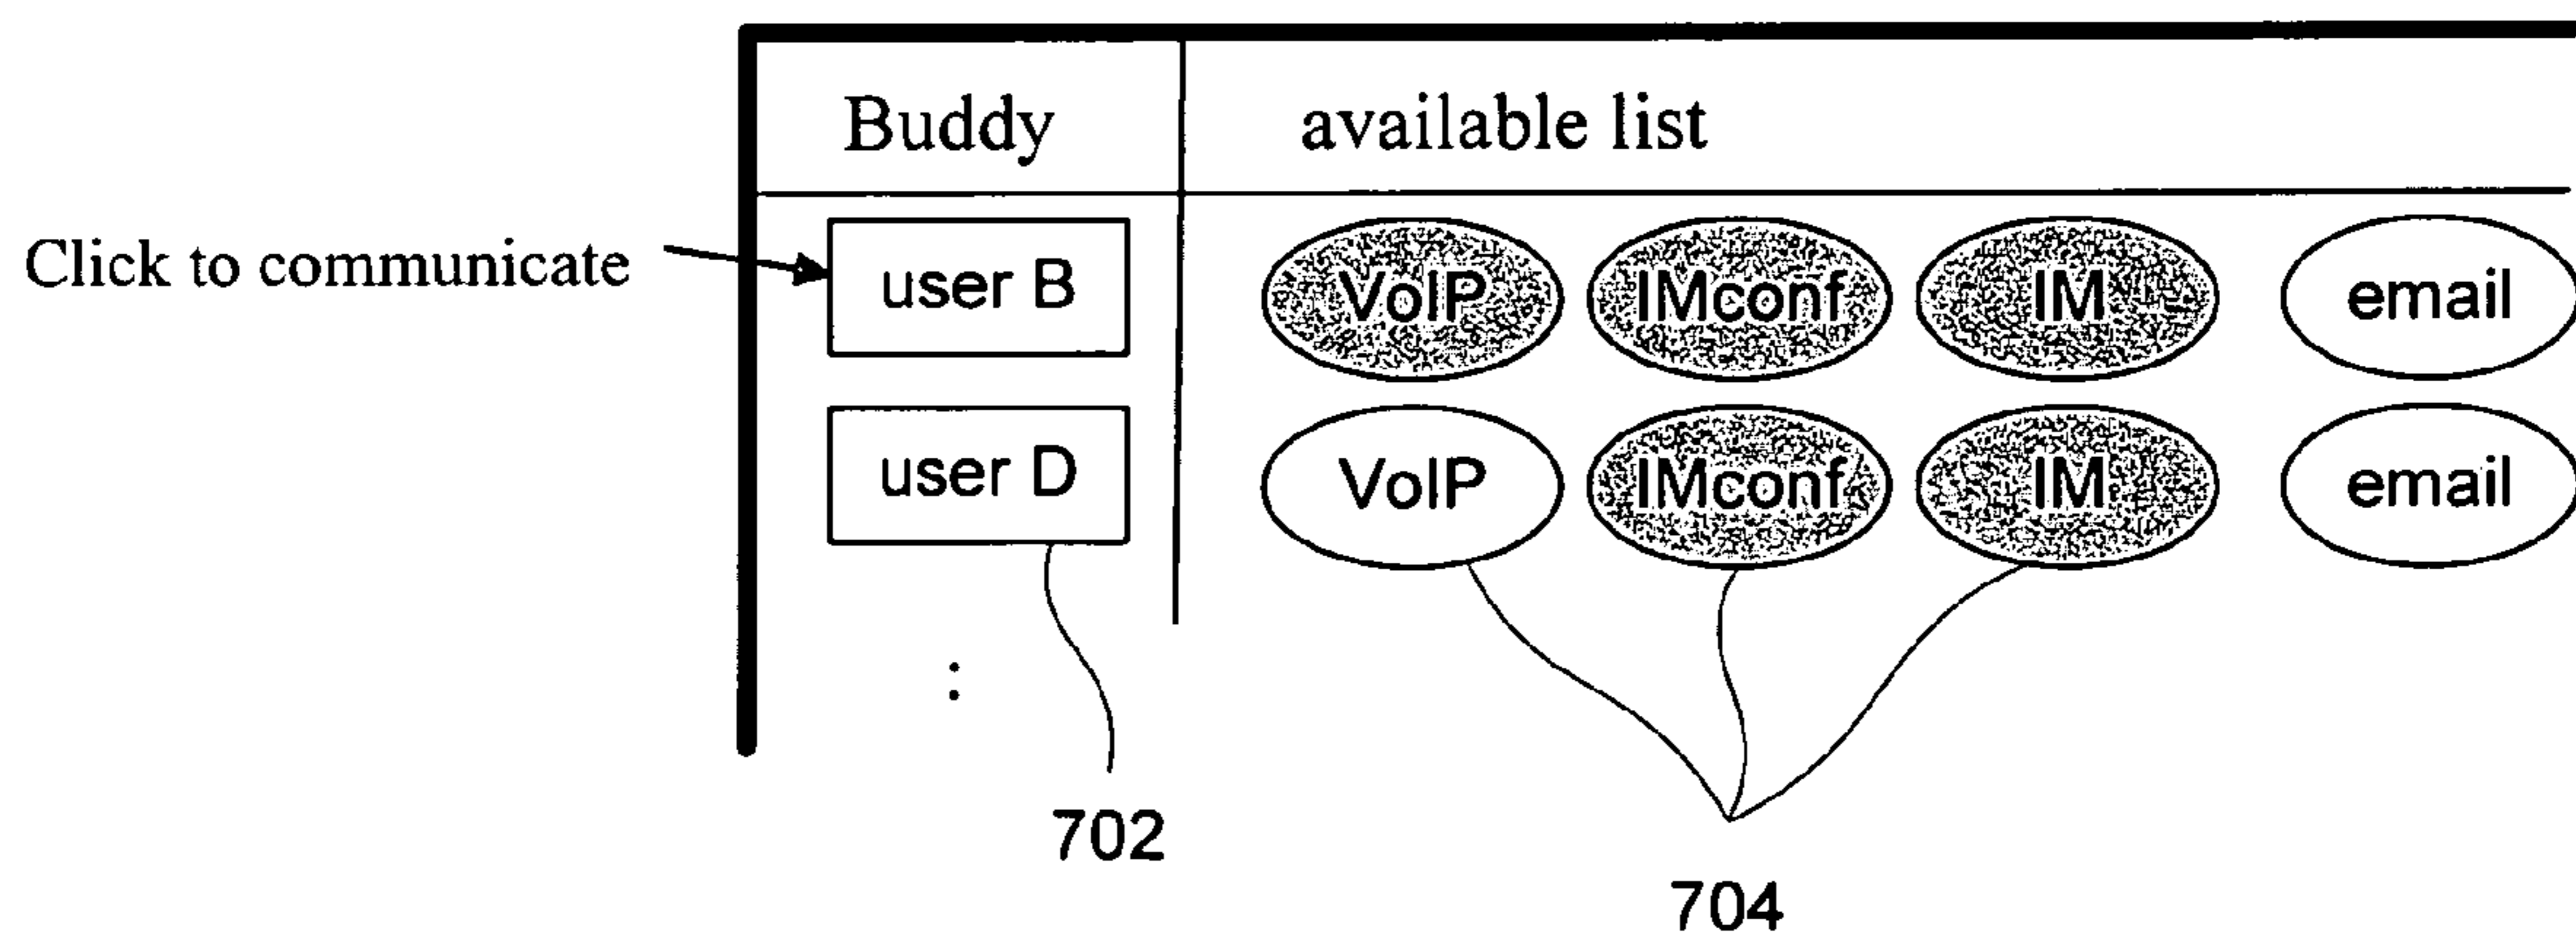 Buddy available list
Click to communicate user B VoIP IMconf IM email
user D VoIP IMconf IM email
:
702
704